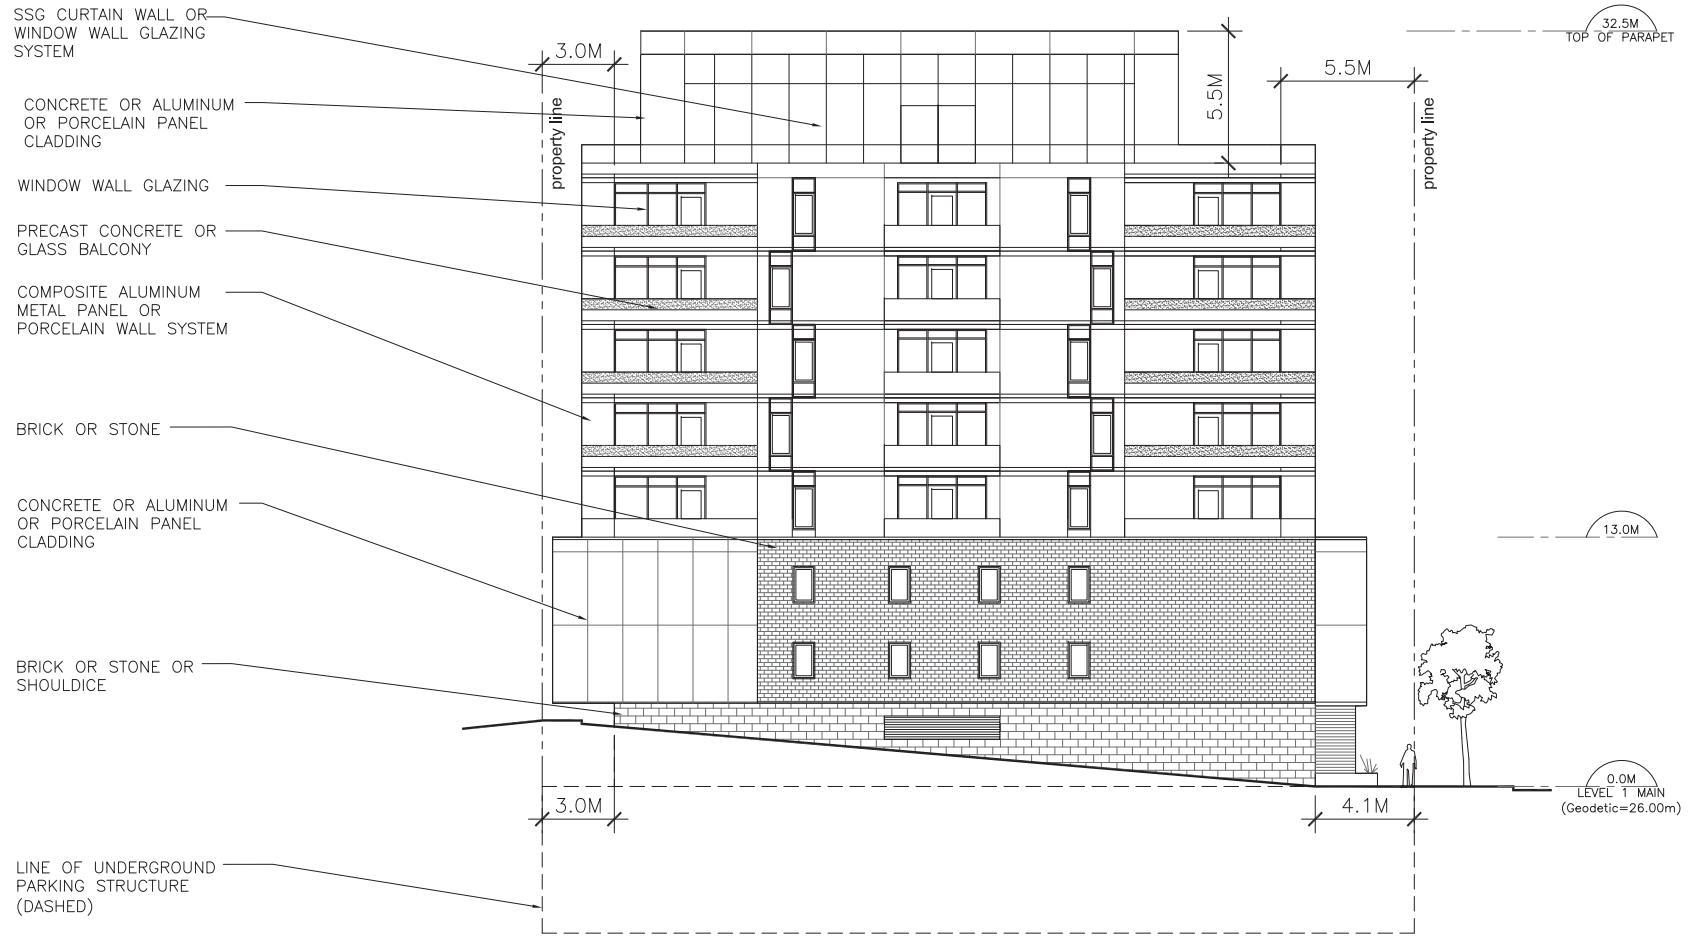 SSG CURTAIN WALL OR
WINDOW WALL GLAZING
SYSTEM
CONCRETE OR ALUMINUM
OR PORCELAIN PANEL
CLADDING
WINDOW WALL GLAZING
PRECAST CONCRETE OR
GLASS BALCONY
COMPOSITE ALUMINUM
METAL PANEL OR
PORCELAIN WALL SYSTEM
BRICK OR STONE
CONCRETE OR ALUMINUM
OR PORCELAIN PANEL
CLADDING
BRICK OR STONE OR
SHOULDICE
LINE OF UNDERGROUND
PARKING STRUCTURE
(DASHED)
3.0M
property line
5.5M
5.5M
property line
32.5M
TOP OF PARAPET
13.0M
0.0M
LEVEL 1 MAIN
(Geodetic=26.00m)
3.0M
4.1M